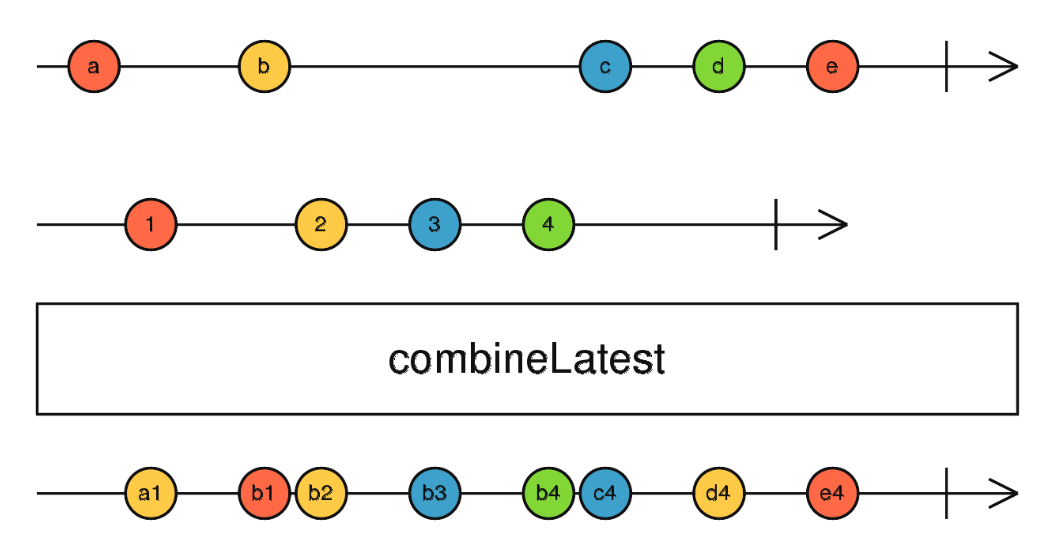 a b c d e
1 2 3 4
combineLatest
a1 b1 b2 b3 b4 c4 d4 e4